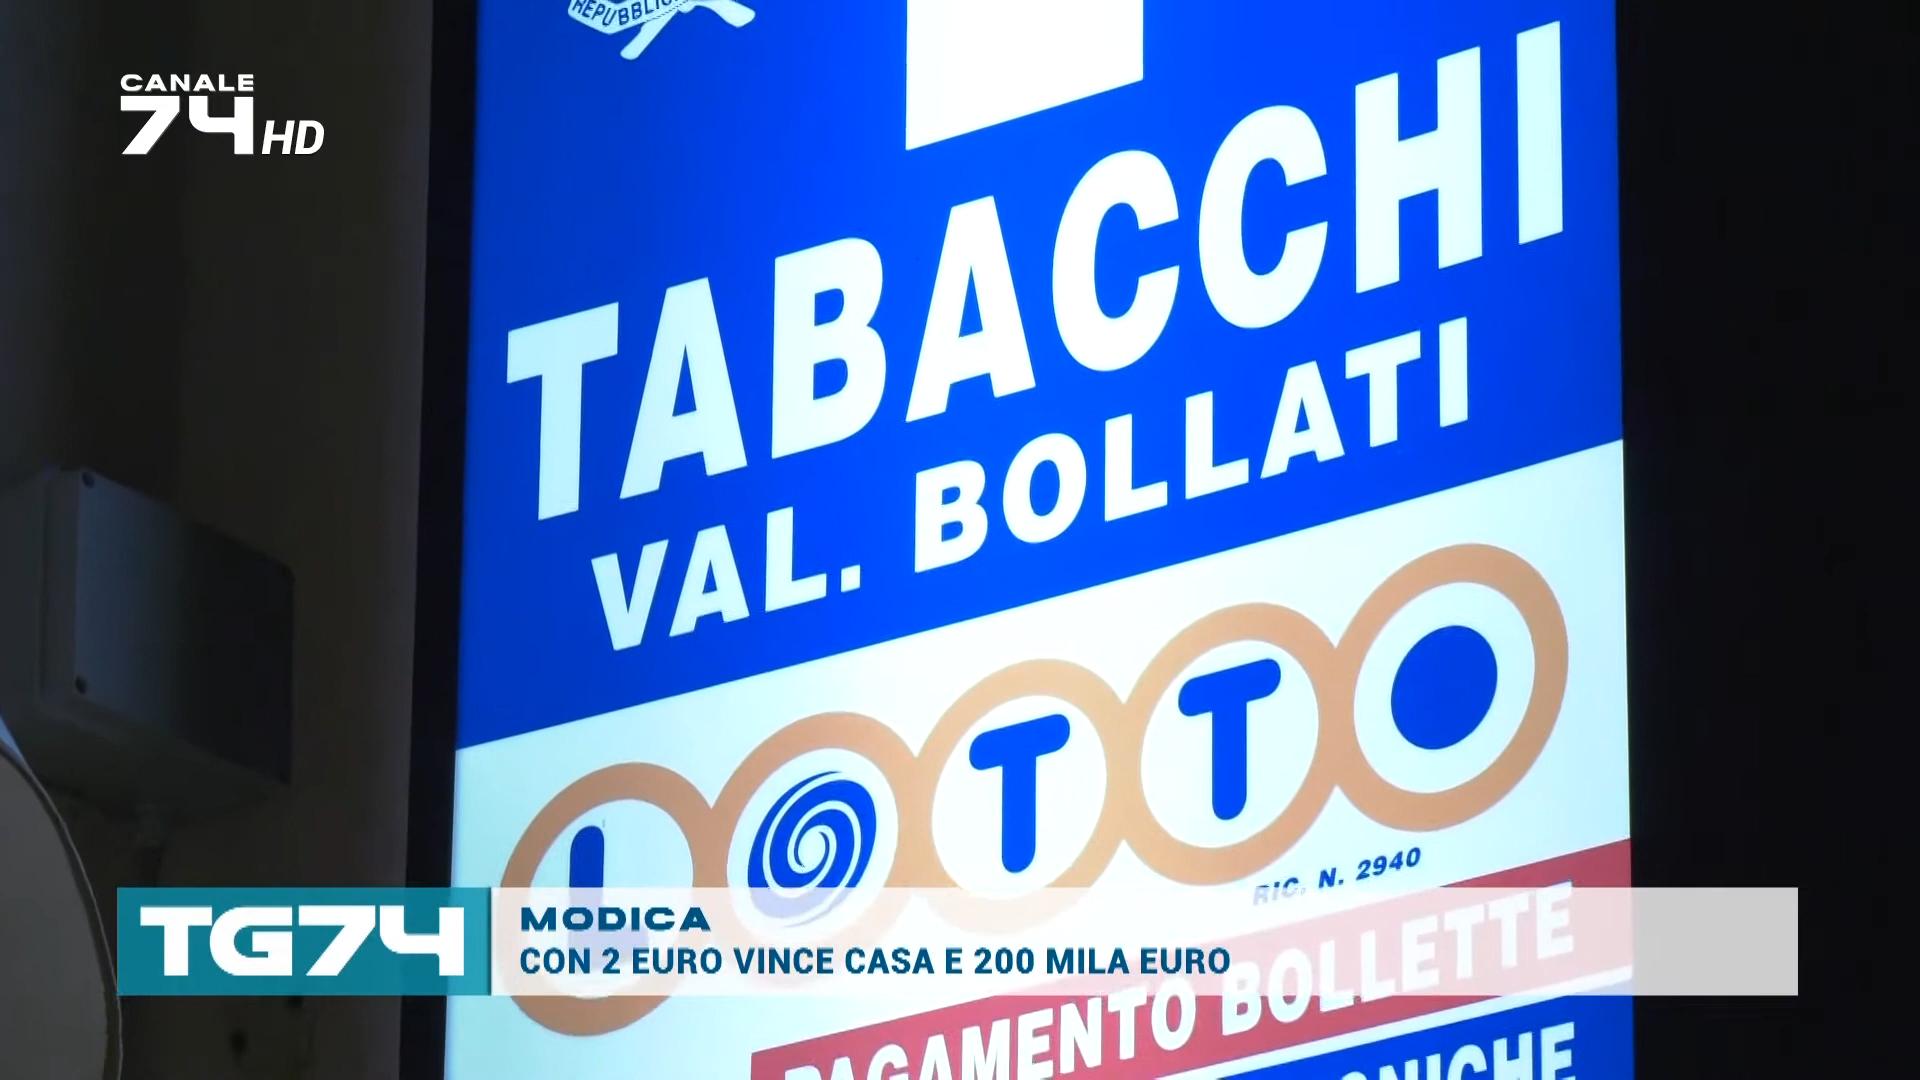 REPUBBLIC
CANALE
74 HD
TABACCHI
VAL. BOLLATI
LOTTO
RIC. N. 2940
PAGAMENTO BOLLETTE
TG74
MODICA
CON 2 EURO VINCE CASA E 200 MILA EURO